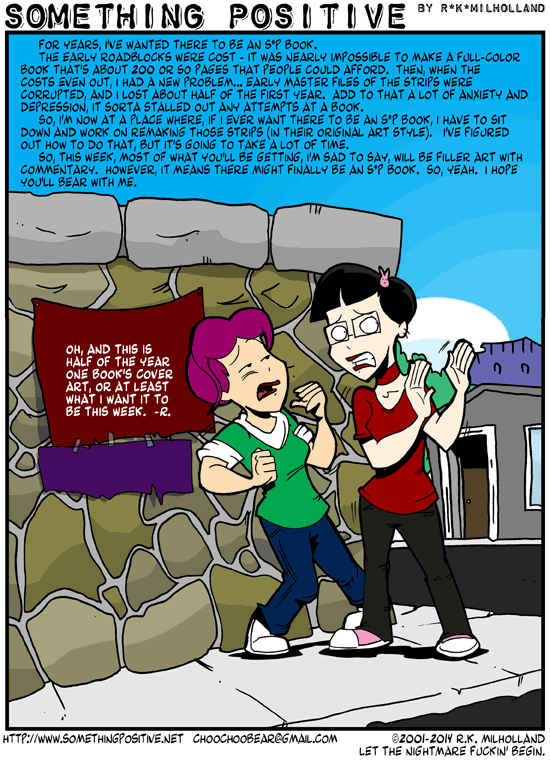 SOMETHING POSITIVE BY R*K*MILHOLLAND
FOR YEARS, I'VE WANTED THERE TO BE AN S*P BOOK.
THE EARLY ROADBLOCKS WERE COST - IT WAS NEARLY IMPOSSIBLE TO MAKE A FULL-COLOR
BOOK THAT'S ABOUT 200 OR SO PAGES THAT PEOPLE COULD AFFORD. THEN, WHEN THE
COSTS EVEN OUT, I HAD A NEW PROBLEM... EARLY MASTER FILES OF THE STRIPS WERE
CORRUPTED, AND I LOST ABOUT HALF OF THE FIRST YEAR. ADD TO THAT A LOT OF ANXIETY AND
DEPRESSION, IT SORTA STALLED OUT ANY ATTEMPTS AT A BOOK.
SO, I'M NOW AT A PLACE WHERE, IF I EVER WANT THERE TO BE AN S*P BOOK, I HAVE TO SIT
DOWN AND WORK ON REMAKING THOSE STRIPS (IN THEIR ORIGINAL ART STYLE). I'VE FIGURED
OUT HOW TO DO THAT, BUT IT'S GOING TO TAKE A LOT OF TIME.
SO, THIS WEEK, MOST OF WHAT YOU'LL BE GETTING, I'M SAD TO SAY, WILL BE FILLER ART WITH
COMMENTARY. HOWEVER, IT MEANS THERE MIGHT FINALLY BE AN S*P BOOK. SO, YEAH. I HOPE
YOU'LL BEAR WITH ME.
OH, AND THIS IS
HALF OF THE YEAR
ONE BOOK'S COVER
ART, OR AT LEAST
WHAT I WANT IT TO
BE THIS WEEK. -R.
HTTP://WWW.SOMETHINGPOSITIVE.NET CHOOCHOOBEAR@GMAIL.COM ©2001-2014 R.K. MILHOLLAND
LET THE NIGHTMARE FUCKIN' BEGIN.